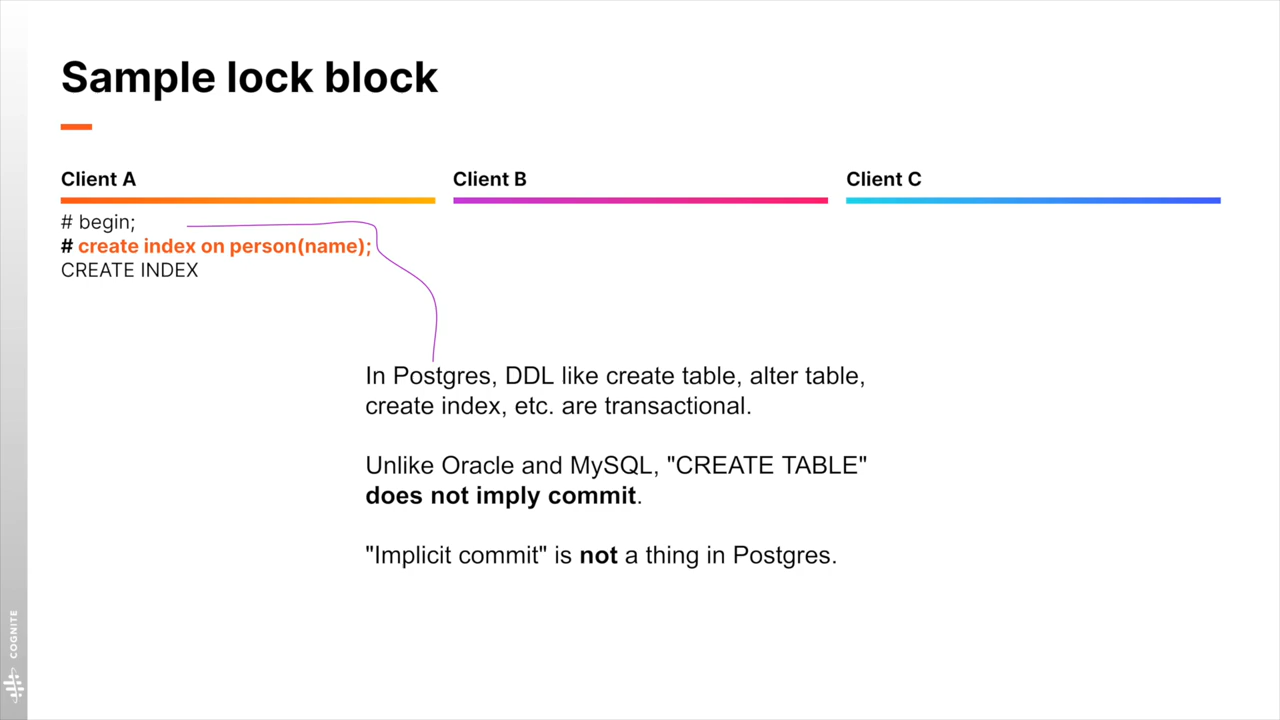 Sample lock block
Client A
Client B
Client C
# begin;
# create index on person(name);
CREATE INDEX
In Postgres, DDL like create table, alter table,
create index, etc. are transactional.
Unlike Oracle and MySQL, "CREATE TABLE"
does not imply commit.
"Implicit commit" is not a thing in Postgres.
COGNITE